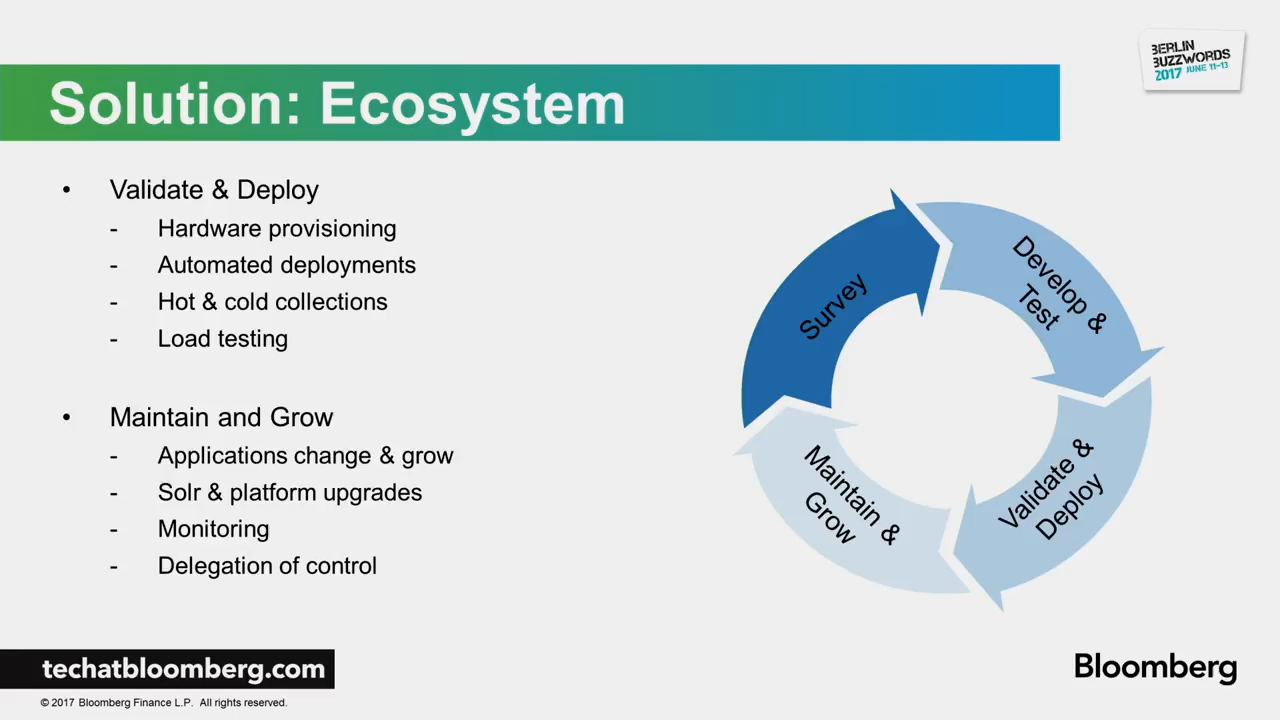 BERLIN
BUZZWORDS
2017 JUNE 11-13
Solution: Ecosystem
• Validate & Deploy
- Hardware provisioning
- Automated deployments
- Hot & cold collections
- Load testing
• Maintain and Grow
- Applications change & grow
- Solr & platform upgrades
- Monitoring
- Delegation of control
Survey
Develop &
Test
Validate &
Deploy
Maintain &
Grow
techatbloomberg.com
© 2017 Bloomberg Finance L.P. All rights reserved.
Bloomberg